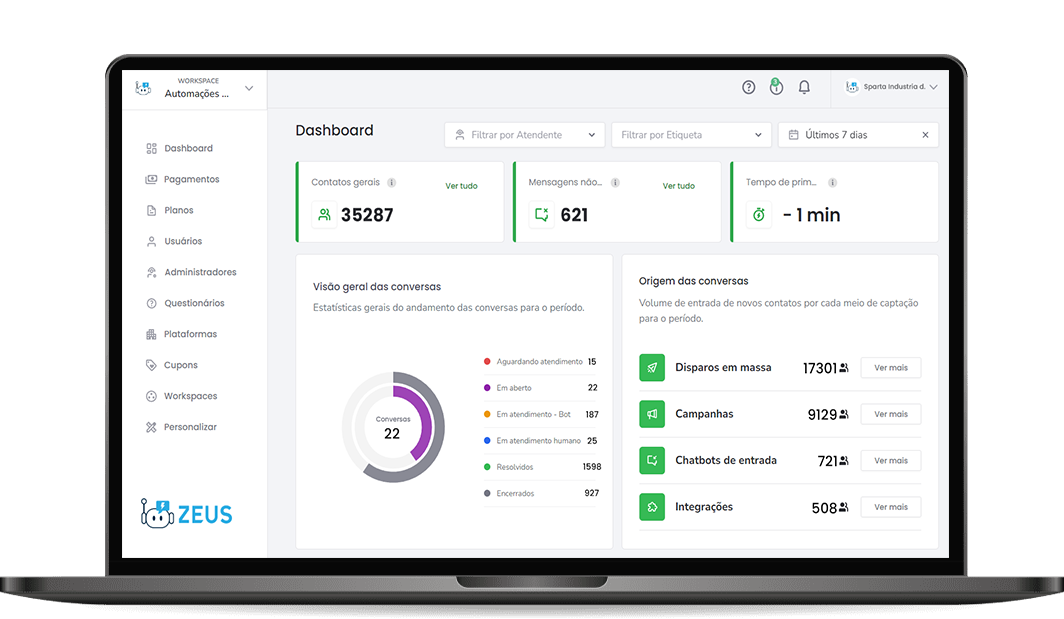 WORKSPACE
Automações ...
3
Sparta Industria d.
Dashboard
Pagamentos
Planos
Usuários
Administradores
Questionários
Plataformas
Cupons
Workspaces
Personalizar
ZEUS
Dashboard
Filtrar por Atendente
Filtrar por Etiqueta
Últimos 7 dias
Contatos gerais
Ver tudo
35287
Mensagens não...
Ver tudo
621
Tempo de prim...
- 1 min
Visão geral das conversas
Estatísticas gerais do andamento das conversas para o período.
Conversas
22
Aguardando atendimento 15
Em aberto 22
Em atendimento - Bot 187
Em atendimento humano 25
Resolvidos 1598
Encerrados 927
Origem das conversas
Volume de entrada de novos contatos por cada meio de captação
para o período.
Disparos em massa 17301 Ver mais
Campanhas 9129 Ver mais
Chatbots de entrada 721 Ver mais
Integrações 508 Ver mais